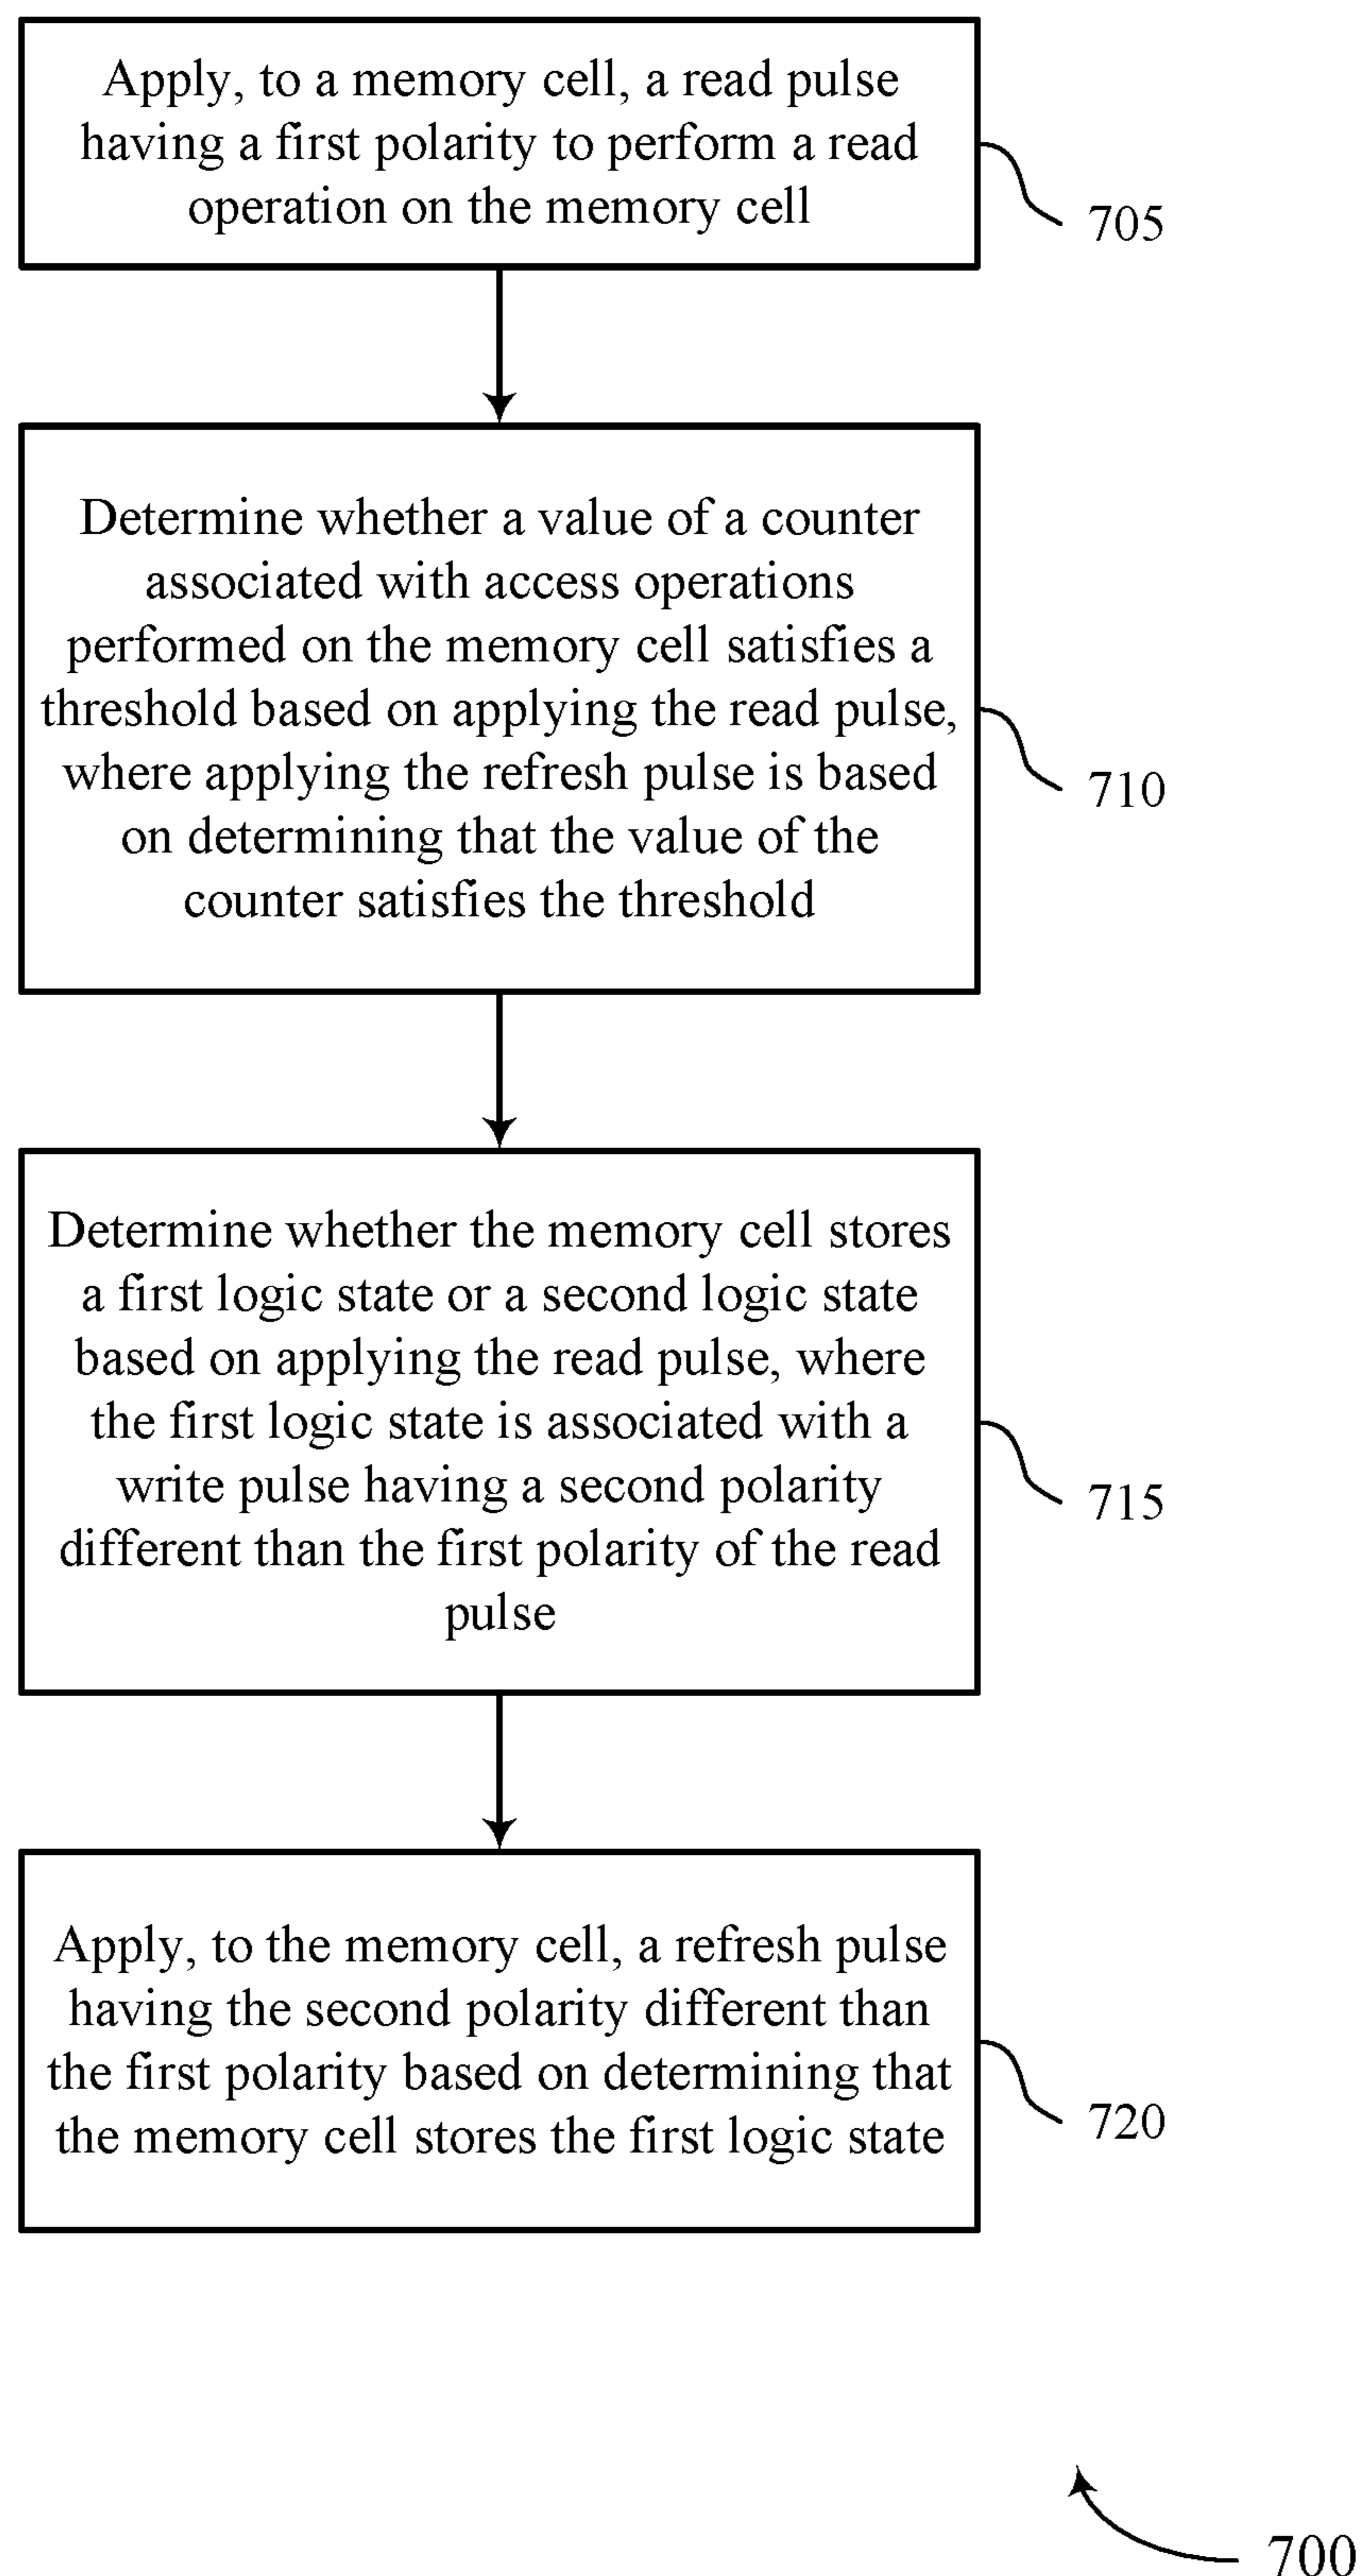 Apply, to a memory cell, a read pulse
having a first polarity to perform a read
operation on the memory cell
705
Determine whether a value of a counter
associated with access operations
performed on the memory cell satisfies a
threshold based on applying the read pulse,
where applying the refresh pulse is based
on determining that the value of the
counter satisfies the threshold
710
Determine whether the memory cell stores
a first logic state or a second logic state
based on applying the read pulse, where
the first logic state is associated with a
write pulse having a second polarity
different than the first polarity of the read
pulse
715
Apply, to the memory cell, a refresh pulse
having the second polarity different than
the first polarity based on determining that
the memory cell stores the first logic state
720
700